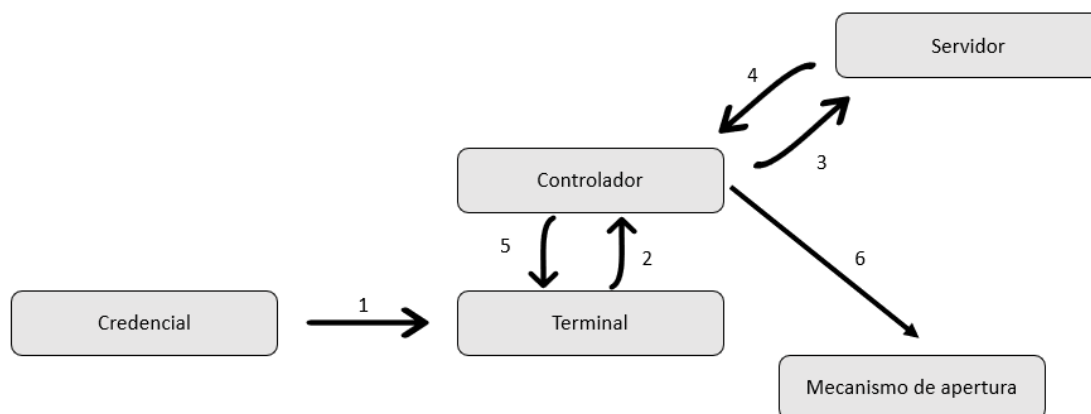 Servidor
4
3
Controlador
5
2
6
1
Credencial
Terminal
Mecanismo de apertura